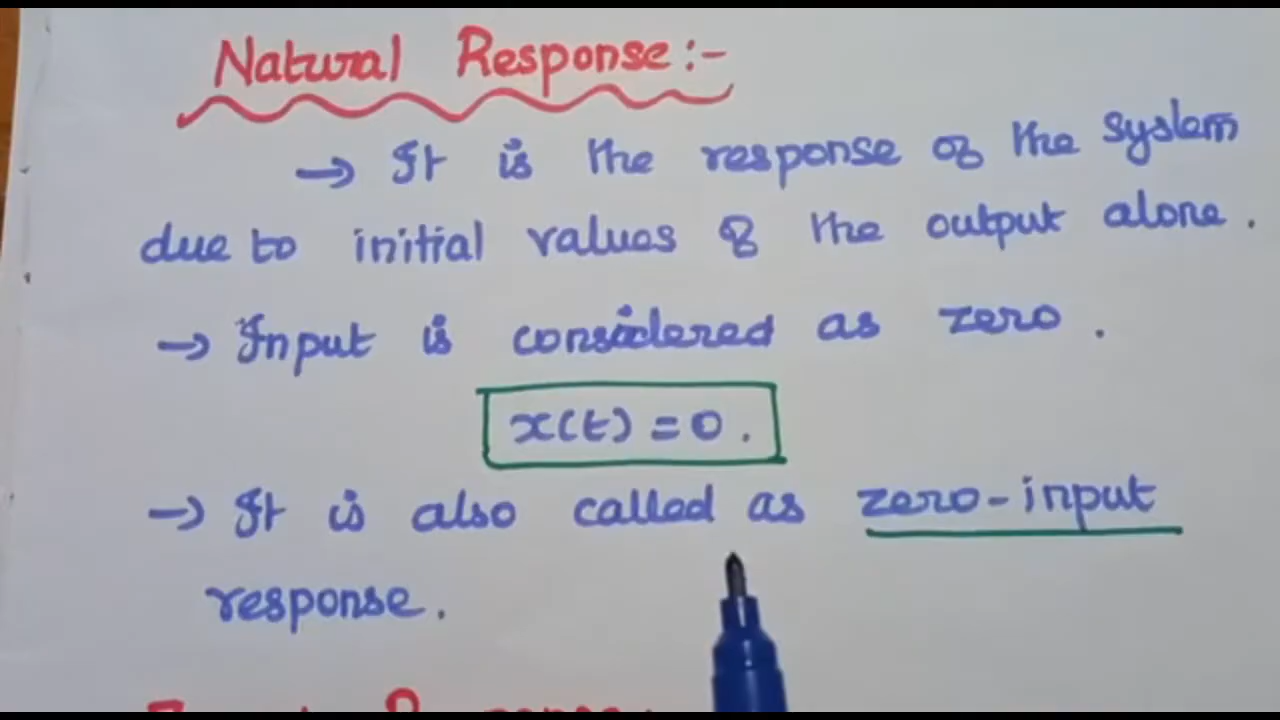 Natural Response:-
→ It is the response of the system
due to initial values of the output alone.
→ Input is considered as zero.
x(t) = 0.
→ It is also called as zero-input
response.